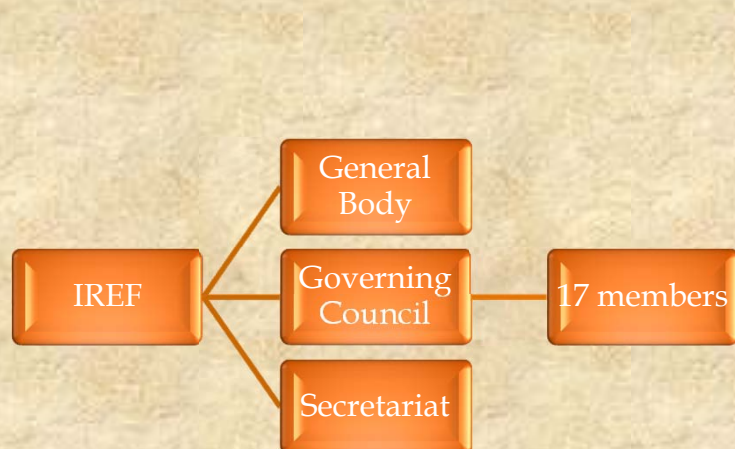 General
Body
IREF
Governing
Council
17 members
Secretariat